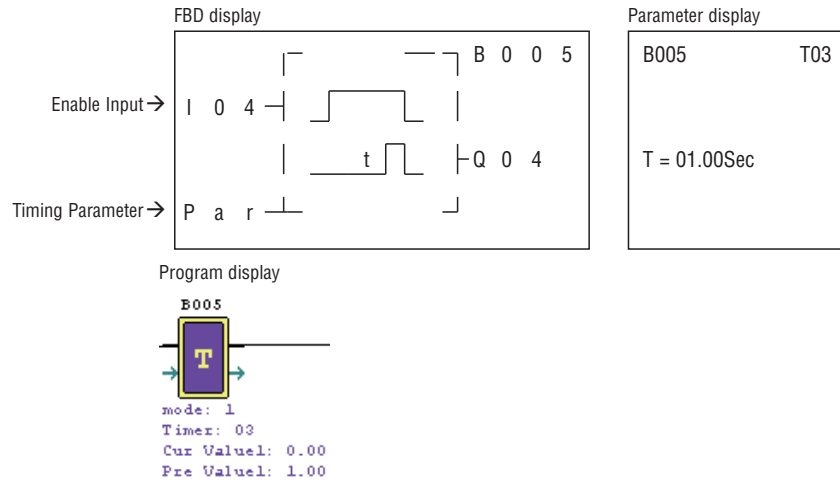 FBD display
B 0 0 5
Enable Input →
I 0 4
t
Q 0 4
Timing Parameter →
P a r
Parameter display
B005 T03
T = 01.00Sec
Program display
B005
T
mode: 1
Timer: 03
Cur Value1: 0.00
Pre Value1: 1.00